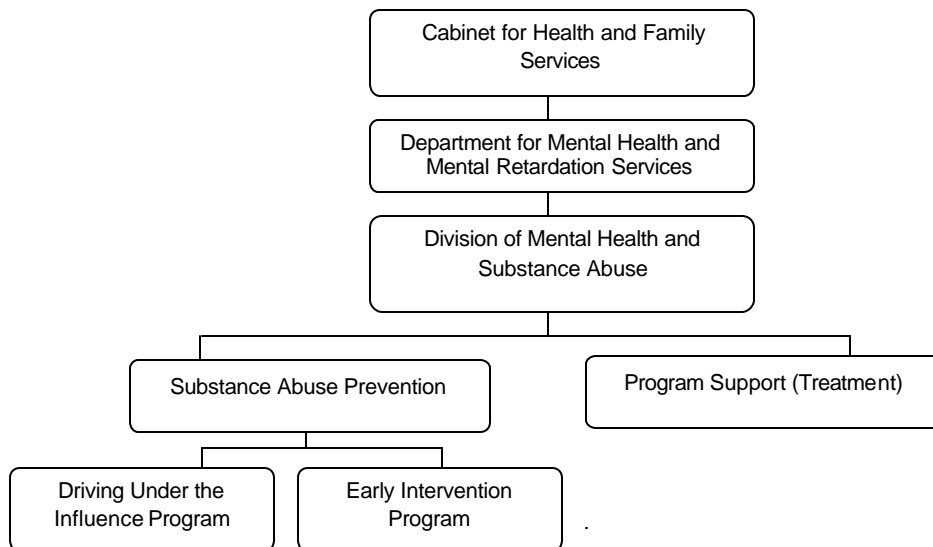 Cabinet for Health and Family
Services
Department for Mental Health and
Mental Retardation Services
Division of Mental Health and
Substance Abuse
Substance Abuse Prevention
Program Support (Treatment)
Driving Under the
Influence Program
Early Intervention
Program
.